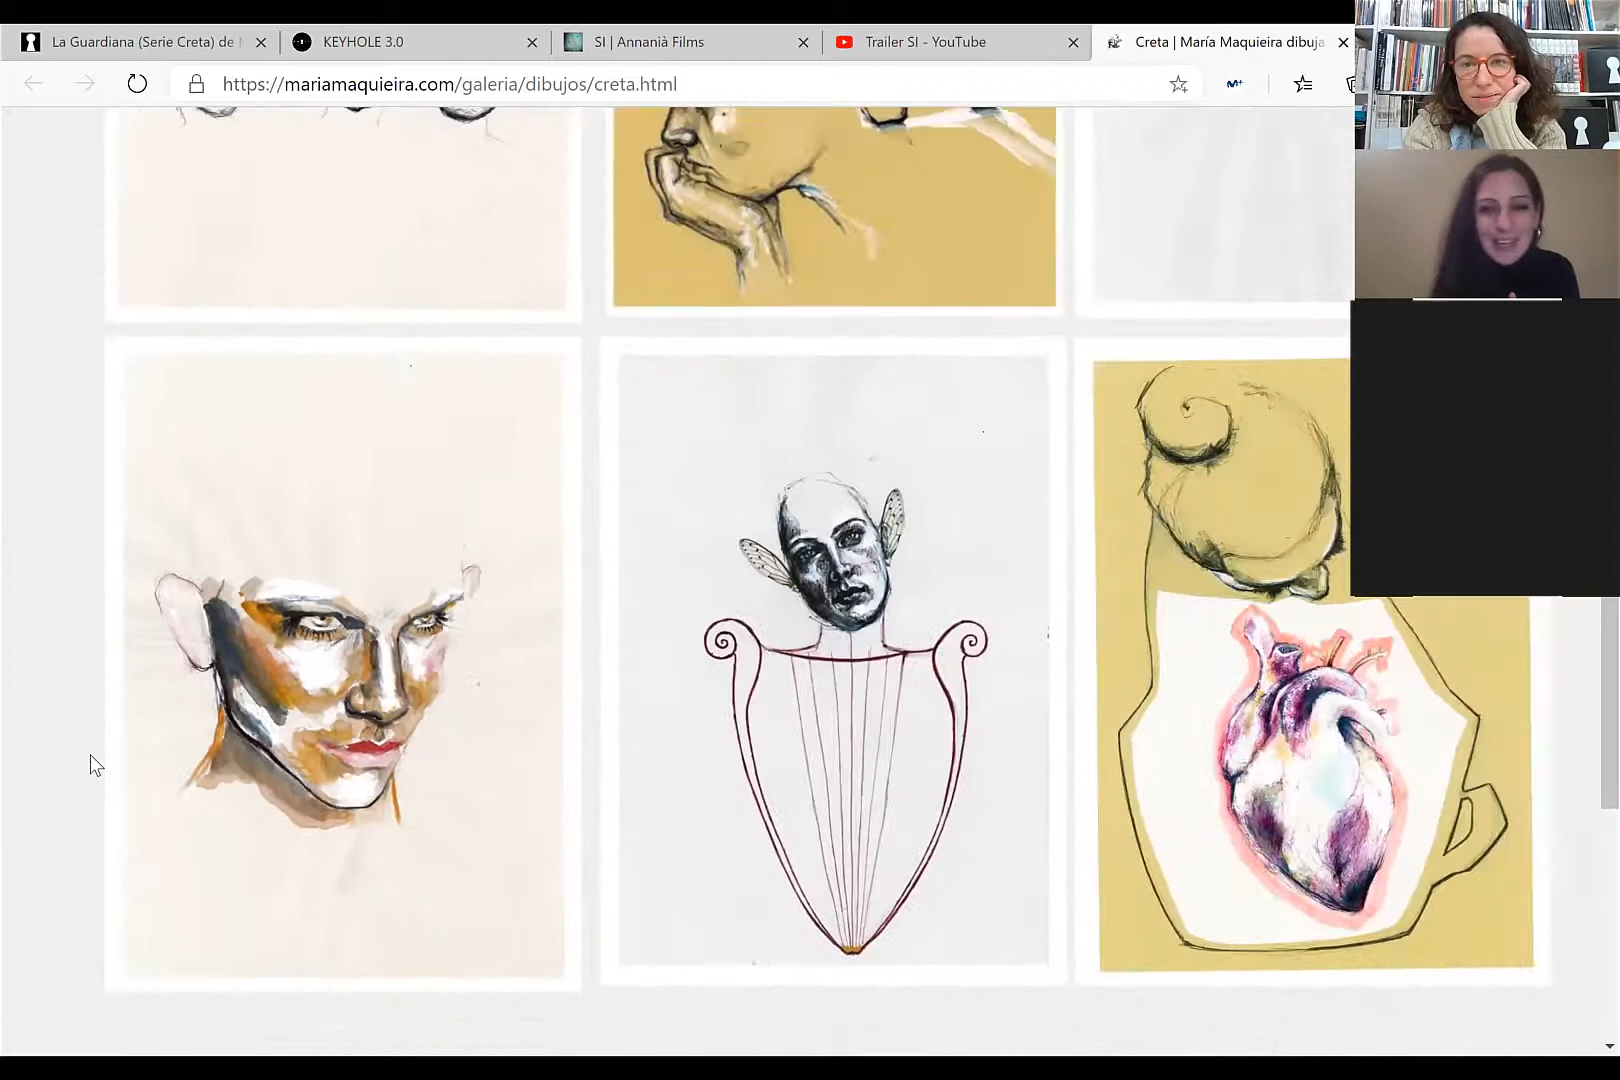 La Guardiana (Serie Creta) de
KEYHOLE 3.0
SI | Annanià Films
Trailer SI - YouTube
Creta | María Maquieira dibuja
https://mariamaquieira.com/galeria/dibujos/creta.html